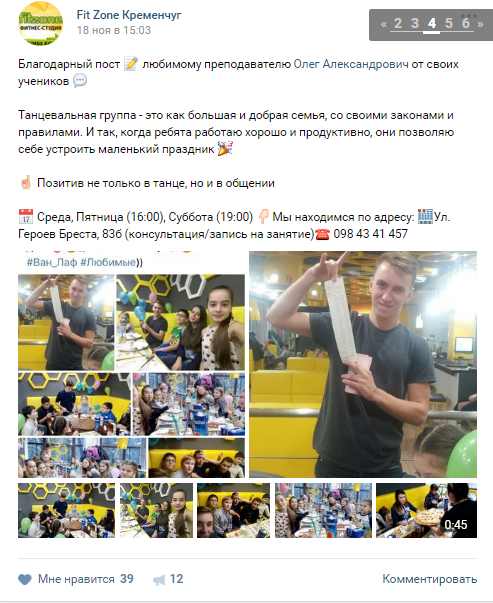 fitzone
ФИТНЕС-СТУДИЯ
Fit Zone Кременчуг
18 ноя в 15:03
« 2 3 4 5 6 »
Благодарный пост 📝 любимому преподавателю Олег Александрович от своих
учеников 💬
Танцевальная группа - это как большая и добрая семья, со своими законами и
правилами. И так, когда ребята работаю хорошо и продуктивно, они позволяю
себе устроить маленький праздник 🎉
☝ Позитив не только в танце, но и в общении
📅 Среда, Пятница (16:00), Суббота (19:00) 👇 Мы находимся по адресу: 🏨Ул.
Героев Бреста, 83б (консультация/запись на занятие)☎ 098 43 41 457
#Ван_Лаф #Любимые))
0:45
Мне нравится 39
12
Комментировать